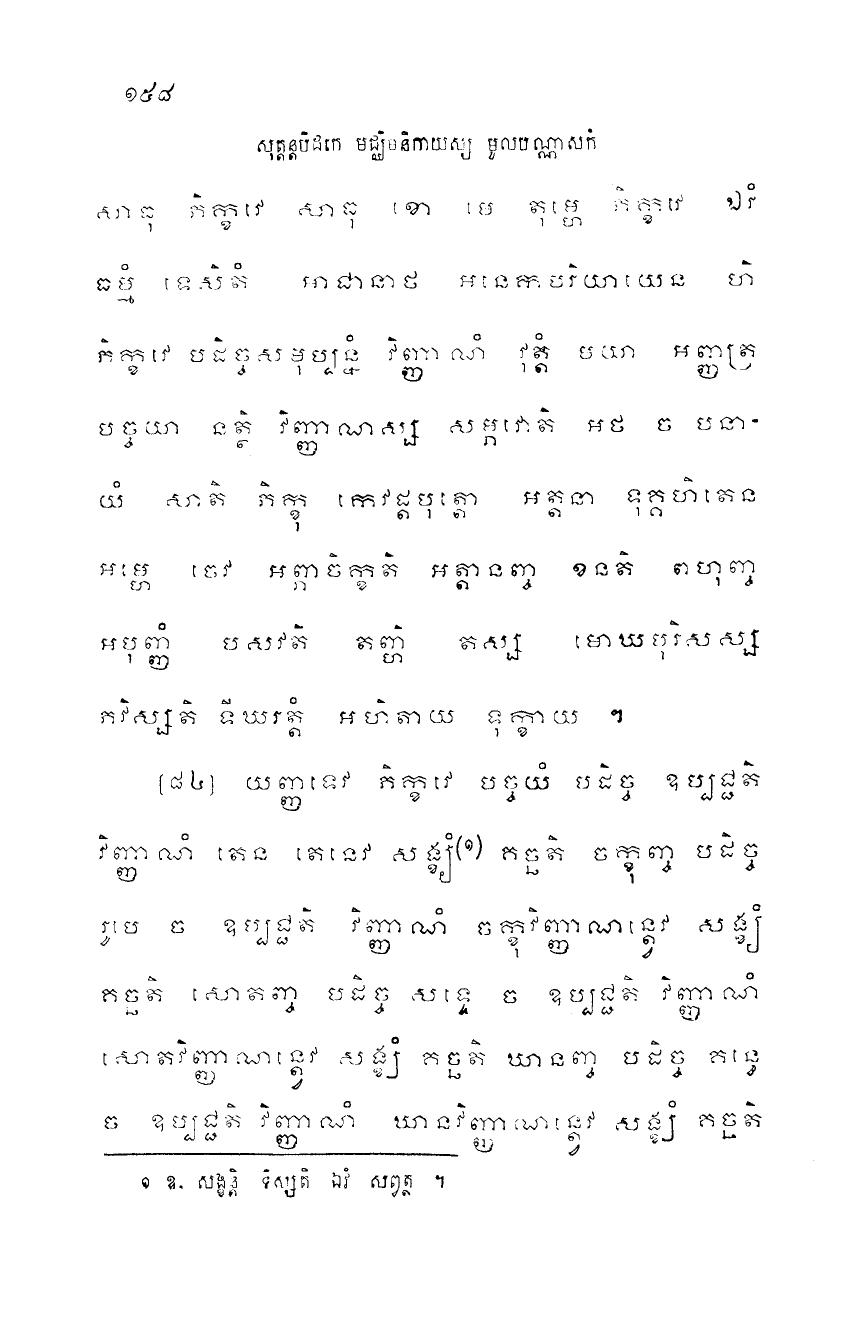 ១៥៨
សុត្តន្តបិដកេ មជ្ឈិមនិកាយស្ស មូលបណ្ណាសកំ
សាធុ ភិក្ខវេ សាធុ ខោ មេ តុម្ហេ ភិក្ខវេ ឯវំ
ធម្មំ ទេសិតំ អាជានាថ អនេកបរិយាយេន ហិ
ភិក្ខវេ បដិច្ចសមុប្បន្នំ វិញ្ញាណំ វុត្តំ មយា អញ្ញត្រ
បច្ចយា នត្ថិ វិញ្ញាណស្ស សម្ភវោតិ អថ ច បនា-
យំ សាតិ ភិក្ខុ កេវដ្តបុត្តោ អត្តនា ទុគ្គហិតេន
អម្ហេ ចេវ អព្ភាចិក្ខតិ អត្តានញ្ច ខនតិ ពហុញ្ច
អបុញ្ញំ បសវតិ តញ្ហិ តស្ស មោឃបុរិសស្ស
ភវិស្សតិ ទីឃរត្តំ អហិតាយ ទុក្ខាយ ។
[៨៤] យញ្ញទេវ ភិក្ខវេ បច្ចយំ បដិច្ច ឧប្បជ្ជតិ
វិញ្ញាណំ តេន តេនេវ សង្ខ្យំ(១) គច្ឆតិ ចក្ខុញ្ច បដិច្ច
រូបេ ច ឧប្បជ្ជតិ វិញ្ញាណំ ចក្ខុវិញ្ញាណន្ត្វេវ សង្ខ្យំ
គច្ឆតិ សោតញ្ច បដិច្ច សទ្ទេ ច ឧប្បជ្ជតិ វិញ្ញាណំ
សោតវិញ្ញាណន្ត្វេវ សង្ខ្យំ គច្ឆតិ ឃានញ្ច បដិច្ច គន្ធេ
ច ឧប្បជ្ជតិ វិញ្ញាណំ ឃានវិញ្ញាណន្ត្វេវ សង្ខ្យំ គច្ឆតិ
១ ឧ. សង្ខន្តិ ទិស្សតិ ឯវំ សព្វត្ថ ។